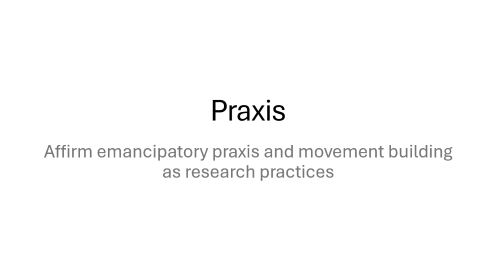 Praxis
Affirm emancipatory praxis and movement building
as research practices